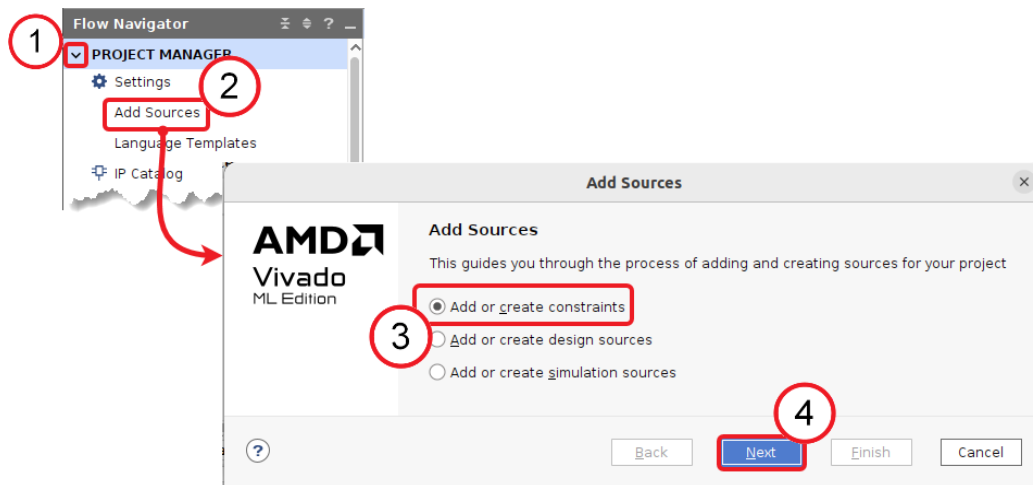 Flow Navigator
?
1
PROJECT MANAGER
Settings
2
Add Sources
Language Templates
IP Catalog
Add Sources
AMD
Vivado
ML Edition
Add Sources
This guides you through the process of adding and creating sources for your project
Add or create constraints
3
Add or create design sources
Add or create simulation sources
4
?
Back
Next
Finish
Cancel